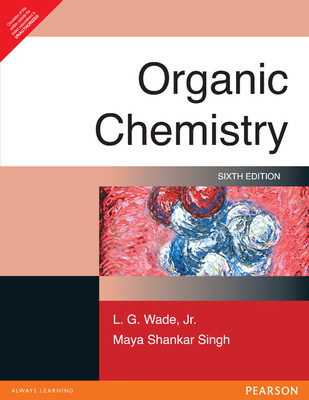 Organic
Chemistry
SIXTH EDITION
L. G. Wade, Jr.
Maya Shankar Singh
ALWAYS LEARNING
PEARSON